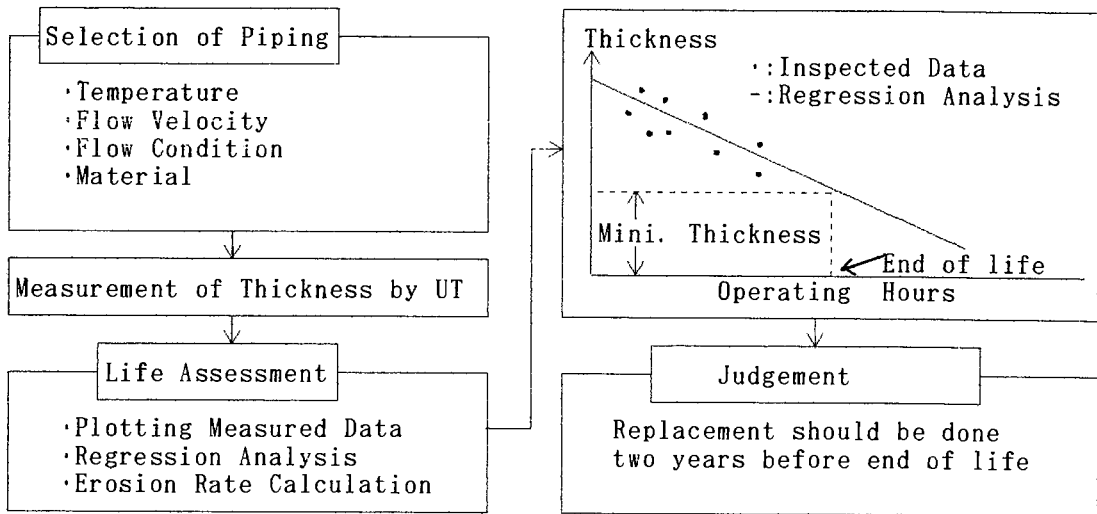 Selection of Piping
·Temperature
·Flow Velocity
·Flow Condition
·Material
Measurement of Thickness by UT
Life Assessment
·Plotting Measured Data
·Regression Analysis
·Erosion Rate Calculation
Thickness
·:Inspected Data
-:Regression Analysis
Mini. Thickness
End of life
Operating Hours
Judgement
Replacement should be done
two years before end of life